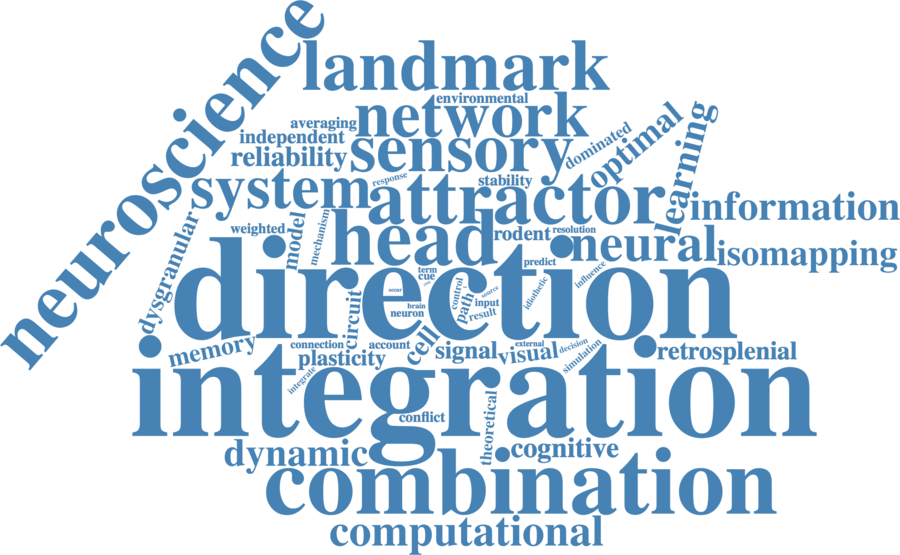 neuroscience
landmark
environmental
network
averaging
independent
reliability
sensory
dominated
optimal
learning
system
response
stability
attractor
information
weighted
model
mechanism
head
rodent
resolution
neural
isomapping
dysgranular
direction
predict
term
cue
occur
control
source
path
input
result
idiothetic
influence
brain
neuron
circuit
cell
memory
connection
account
plasticity
signal
visual
external
decision
simulation
retrosplenial
integrate
integration
conflict
theoretical
dynamic
cognitive
combination
computational